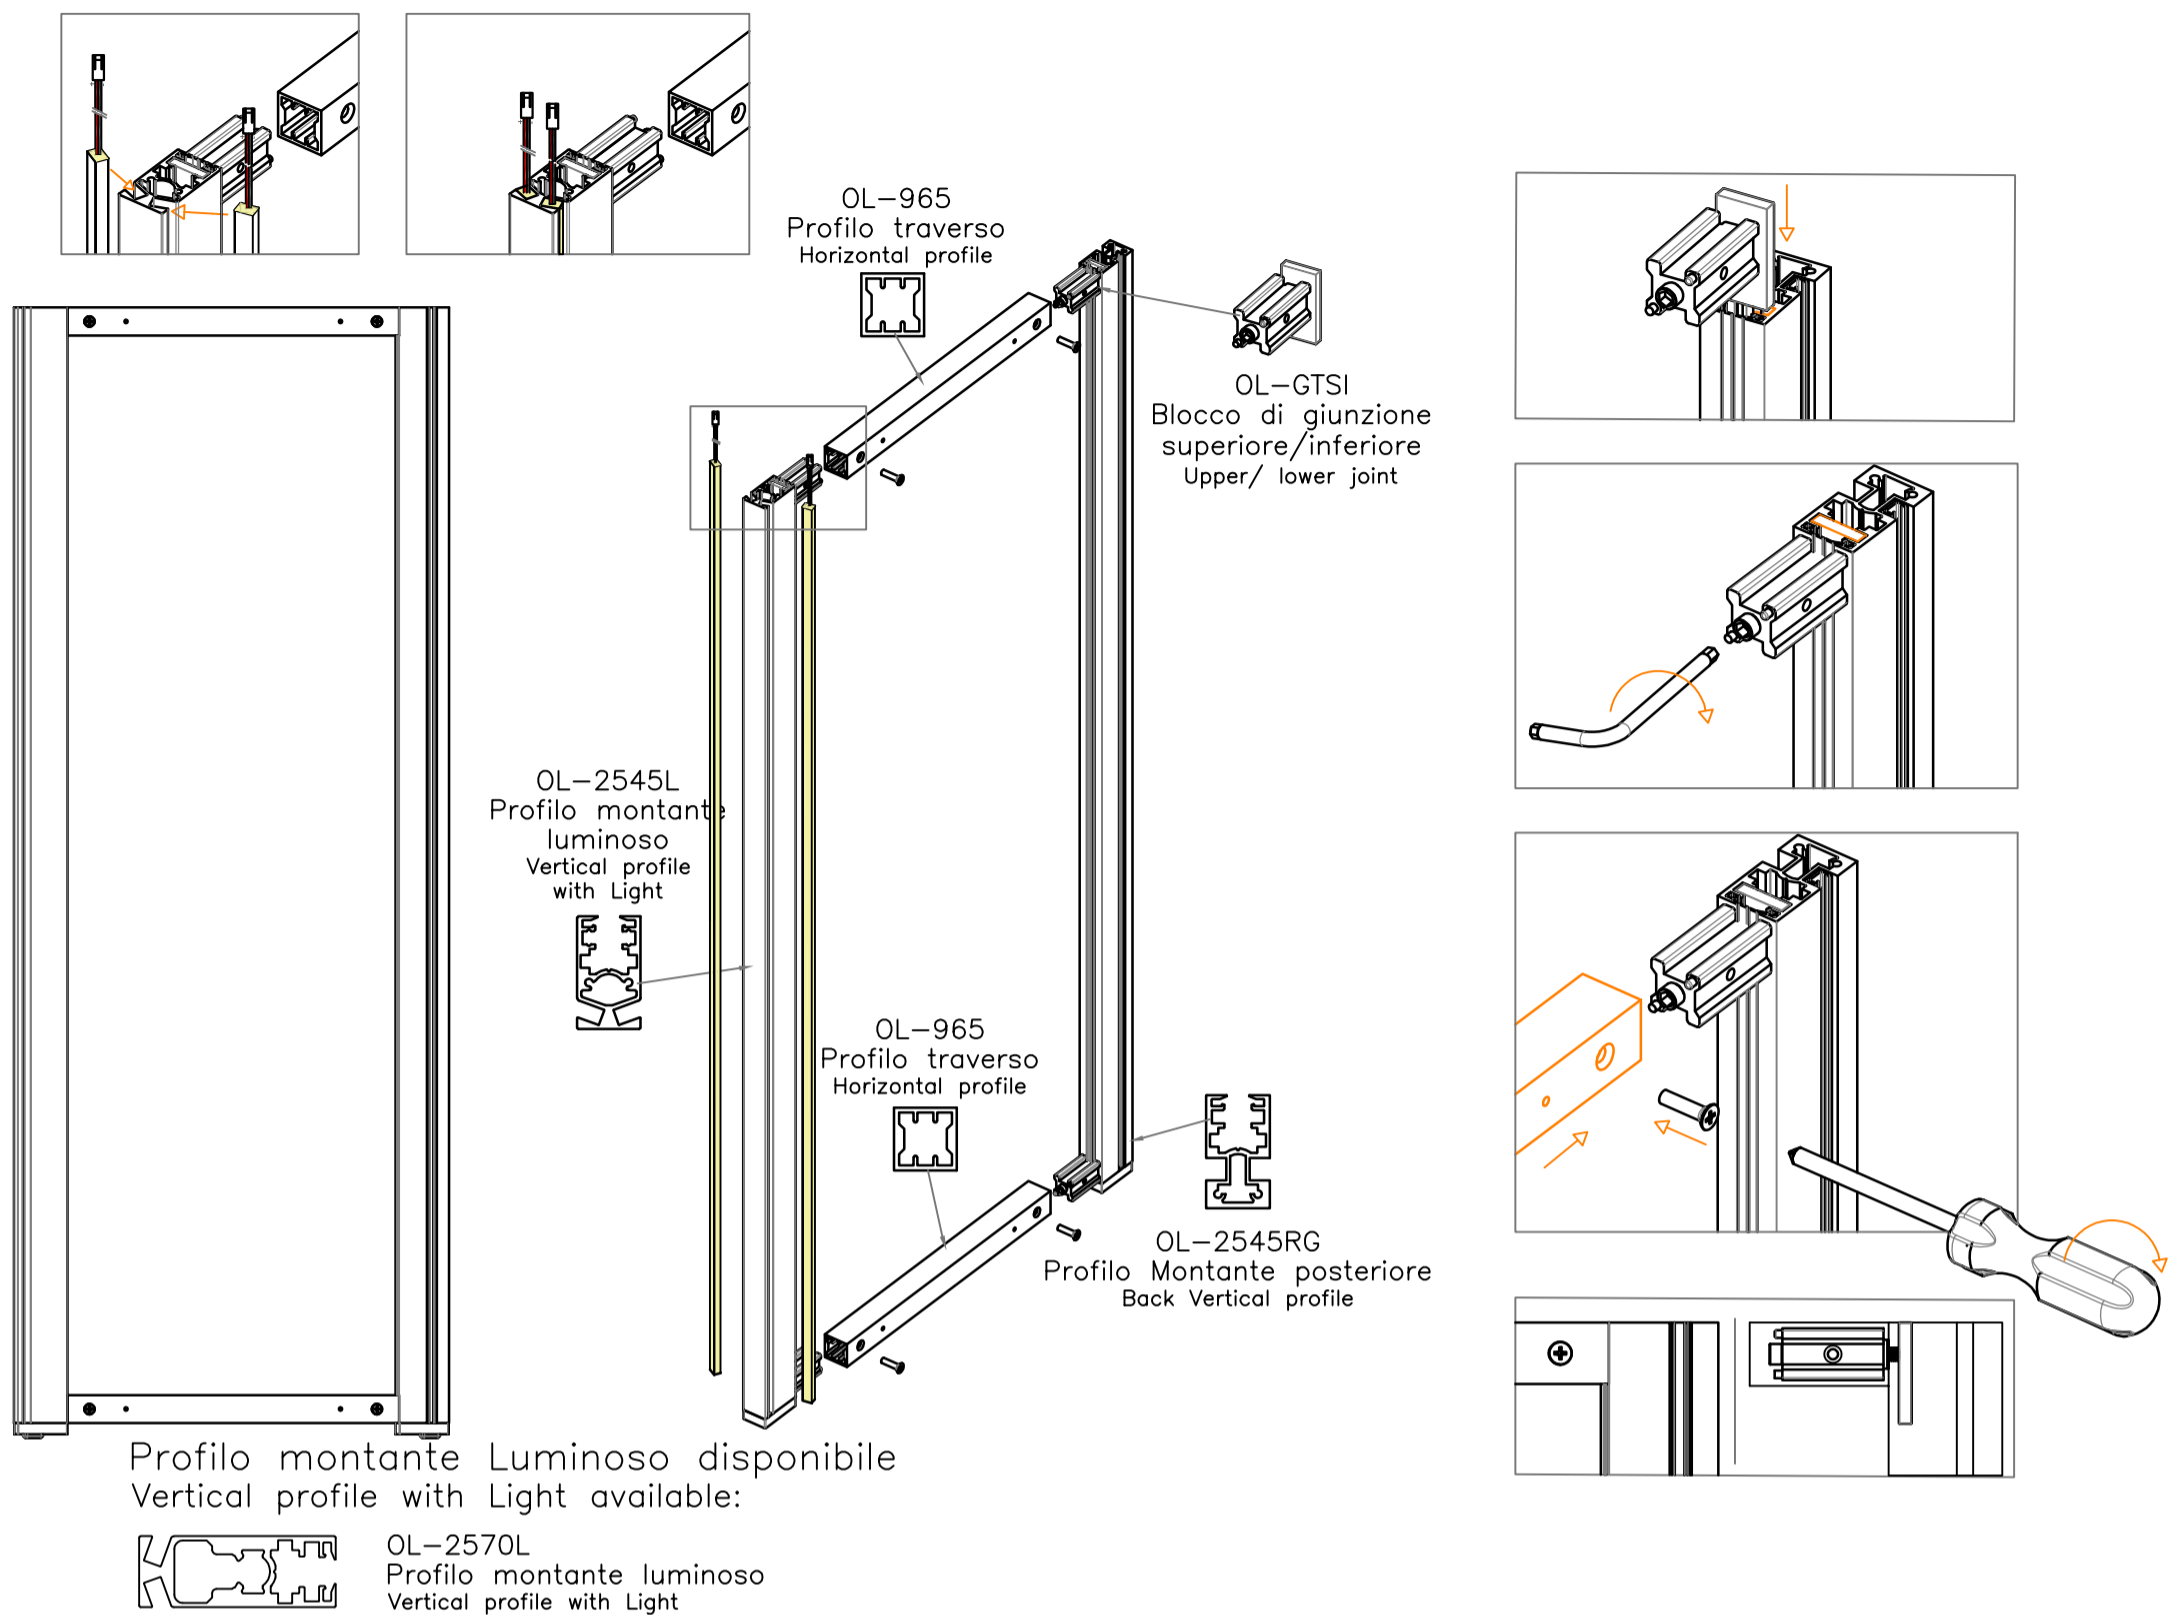 OL-965
Profilo traverso
Horizontal profile
OL-GTSI
Blocco di giunzione
superiore/inferiore
Upper/ lower joint
OL-2545L
Profilo montante
luminoso
Vertical profile
with Light
OL-965
Profilo traverso
Horizontal profile
OL-2545RG
Profilo Montante posteriore
Back Vertical profile
Profilo montante Luminoso disponibile
Vertical profile with Light available:
OL-2570L
Profilo montante luminoso
Vertical profile with Light